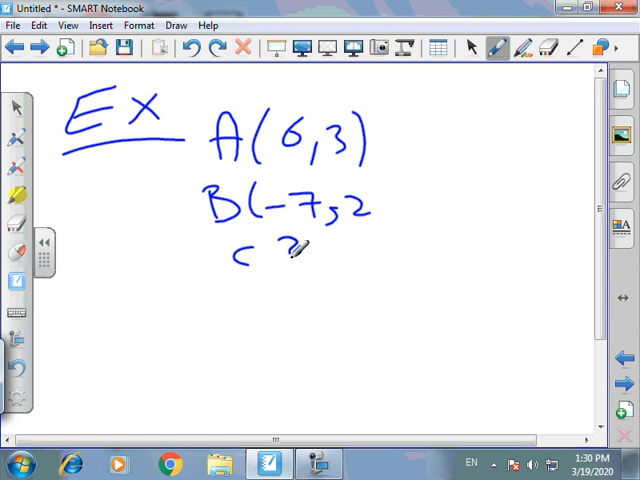 Untitled * - SMART Notebook
File Edit View Insert Format Draw Help
EX
A(6,3)
B(-7,2
C
EN
1:30 PM
3/19/2020